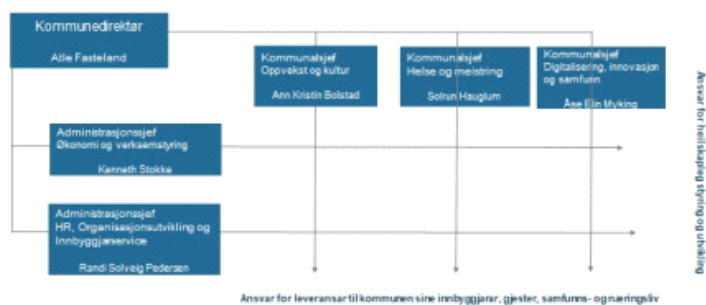 Kommunedirektør
Atle Fasteland
Kommunalsjef
Oppvekst og kultur
Ann Kristin Bolstad
Kommunalsjef
Helse og meistring
Solrun Hauglum
Kommunalsjef
Digitalisering, innovasjon
og samfunn
Åse Elin Myking
Administrasjonssjef
Økonomi og verksemstyring
Kenneth Stokke
Administrasjonssjef
HR, Organisasjonsutvikling og
Innbyggjarservice
Randi Solveig Pedersen
Ansvar for heilskapleg styring og utvikling
Ansvar for leveransar til kommunen sine innbyggjarar, gjester, samfunns- og næringsliv